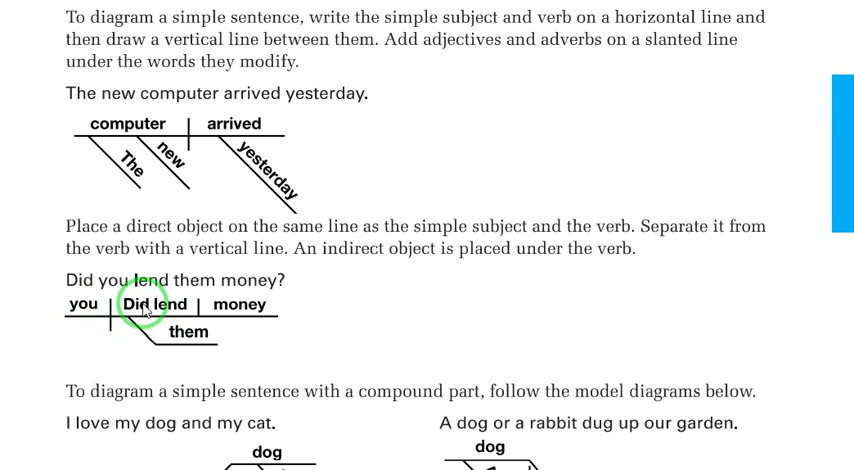 To diagram a simple sentence, write the simple subject and verb on a horizontal line and
then draw a vertical line between them. Add adjectives and adverbs on a slanted line
under the words they modify.
The new computer arrived yesterday.
computer arrived
The new yesterday
Place a direct object on the same line as the simple subject and the verb. Separate it from
the verb with a vertical line. An indirect object is placed under the verb.
Did you lend them money?
you Did lend money
them
To diagram a simple sentence with a compound part, follow the model diagrams below.
I love my dog and my cat.
dog
A dog or a rabbit dug up our garden.
dog